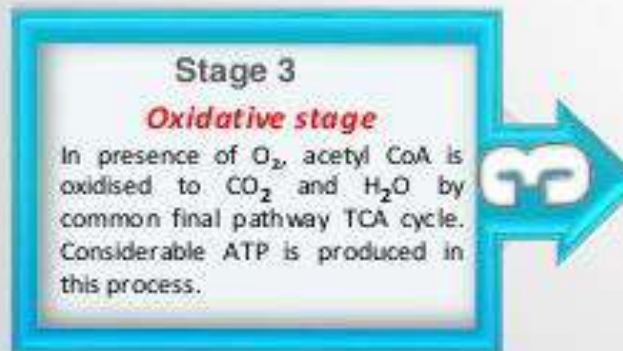 Stage 3
Oxidative stage
In presence of O₂, acetyl CoA is
oxidised to CO₂ and H₂O by
common final pathway TCA cycle.
Considerable ATP is produced in
this process.
3